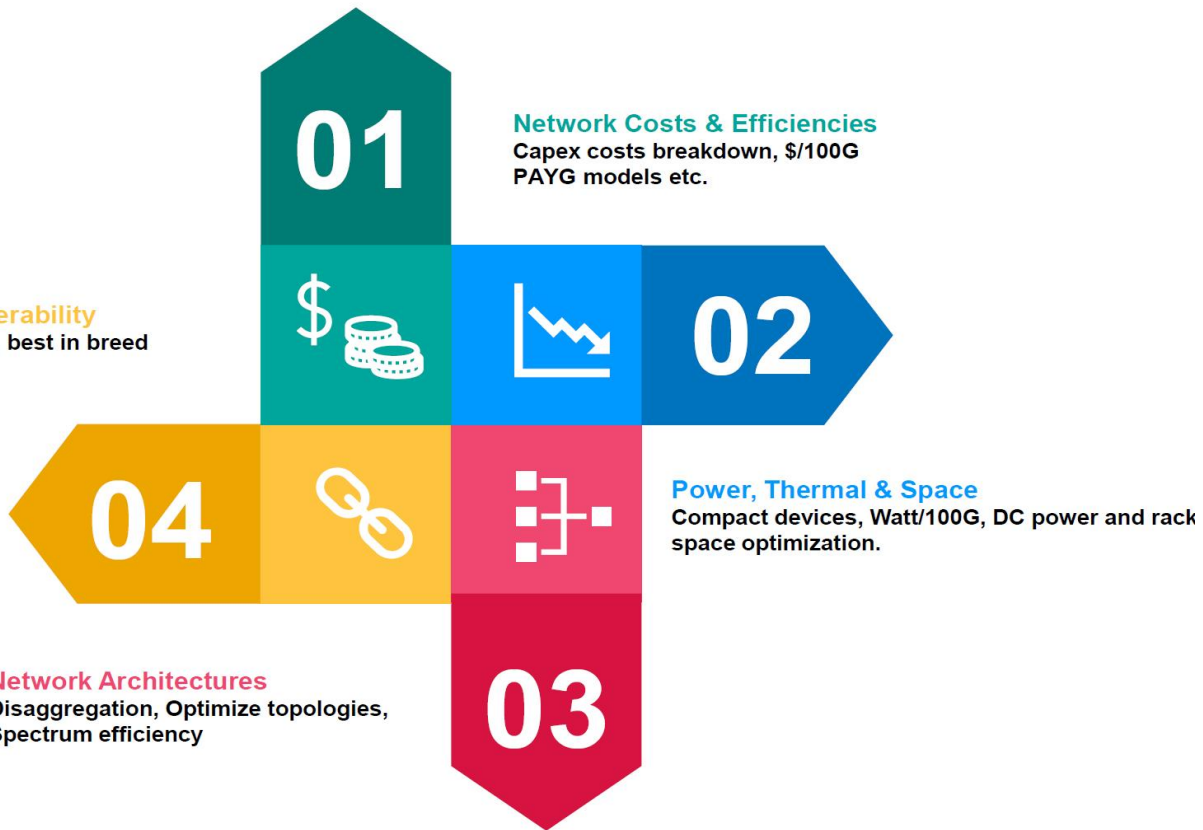 01
Network Costs & Efficiencies
Capex costs breakdown, $/100G
PAYG models etc.
02
Power, Thermal & Space
Compact devices, Watt/100G, DC power and rack
space optimization.
03
Network Architectures
Disaggregation, Optimize topologies,
Spectrum efficiency
04
erability
best in breed